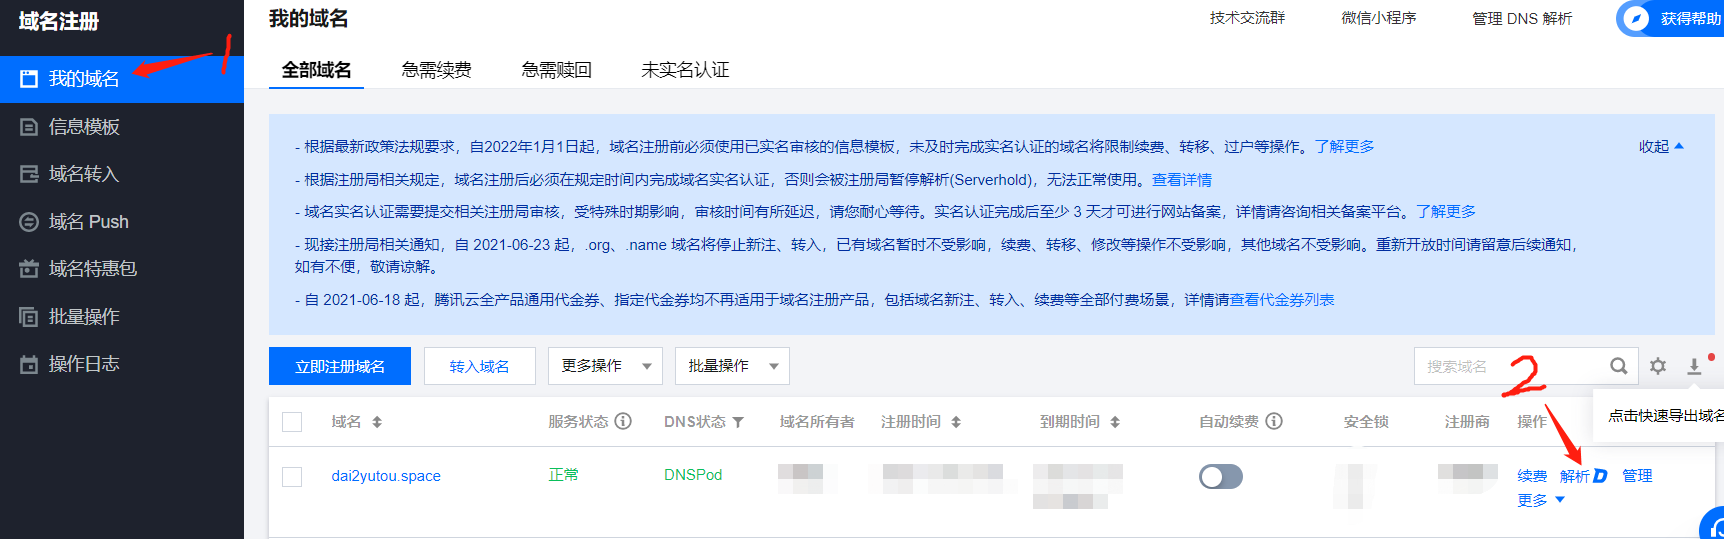 域名注册
我的域名
技术交流群
微信小程序
管理 DNS 解析
获得帮助
1
我的域名
信息模板
域名转入
域名 Push
域名特惠包
批量操作
操作日志
全部域名
急需续费
急需赎回
未实名认证
- 根据最新政策法规要求，自2022年1月1日起，域名注册前必须使用已实名审核的信息模板，未及时完成实名认证的域名将限制续费、转移、过户等操作。了解更多
收起
- 根据注册局相关规定，域名注册后必须在规定时间内完成域名实名认证，否则会被注册局暂停解析(Serverhold)，无法正常使用。查看详情
- 域名实名认证需要提交相关注册局审核，受特殊时期影响，审核时间有所延迟，请您耐心等待。实名认证完成后至少 3 天才可进行网站备案，详情请咨询相关备案平台。了解更多
- 现接注册局相关通知，自 2021-06-23 起，.org、.name 域名将停止新注、转入，已有域名暂时不受影响，续费、转移、修改等操作不受影响，其他域名不受影响。重新开放时间请留意后续通知，
如有不便，敬请谅解。
- 自 2021-06-18 起，腾讯云全产品通用代金券、指定代金券均不再适用于域名注册产品，包括域名新注、转入、续费等全部付费场景，详情请查看代金券列表
立即注册域名
转入域名
更多操作
批量操作
搜索域名
2
点击快速导出域名
域名
服务状态
DNS状态
域名所有者
注册时间
到期时间
自动续费
安全锁
注册商
操作
dai2yutou.space
正常
DNSPod
续费
解析
管理
更多